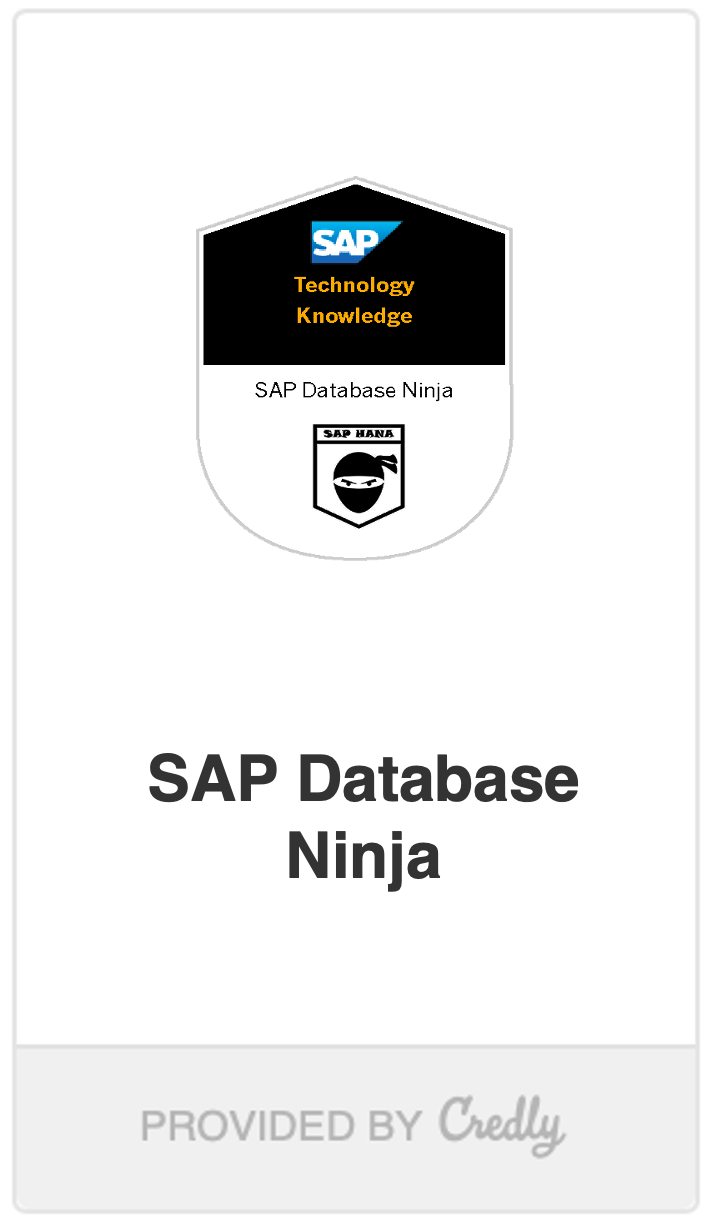 SAP
Technology
Knowledge
SAP Database Ninja
SAP HANA
SAP Database
Ninja
PROVIDED BY Credly